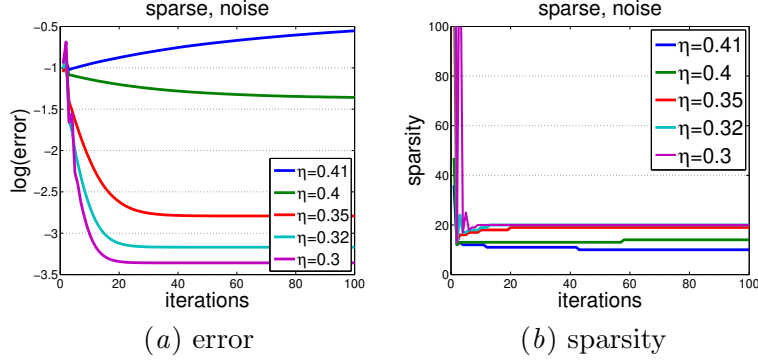 sparse, noise
−0.5
−1
−1.5
−2
−2.5
−3
−3.5
log(error)
η=0.41
η=0.4
η=0.35
η=0.32
η=0.3
0 20 40 60 80 100
iterations
(a) error
sparse, noise
100
80
60
40
20
0
sparsity
η=0.41
η=0.4
η=0.35
η=0.32
η=0.3
0 20 40 60 80 100
iterations
(b) sparsity